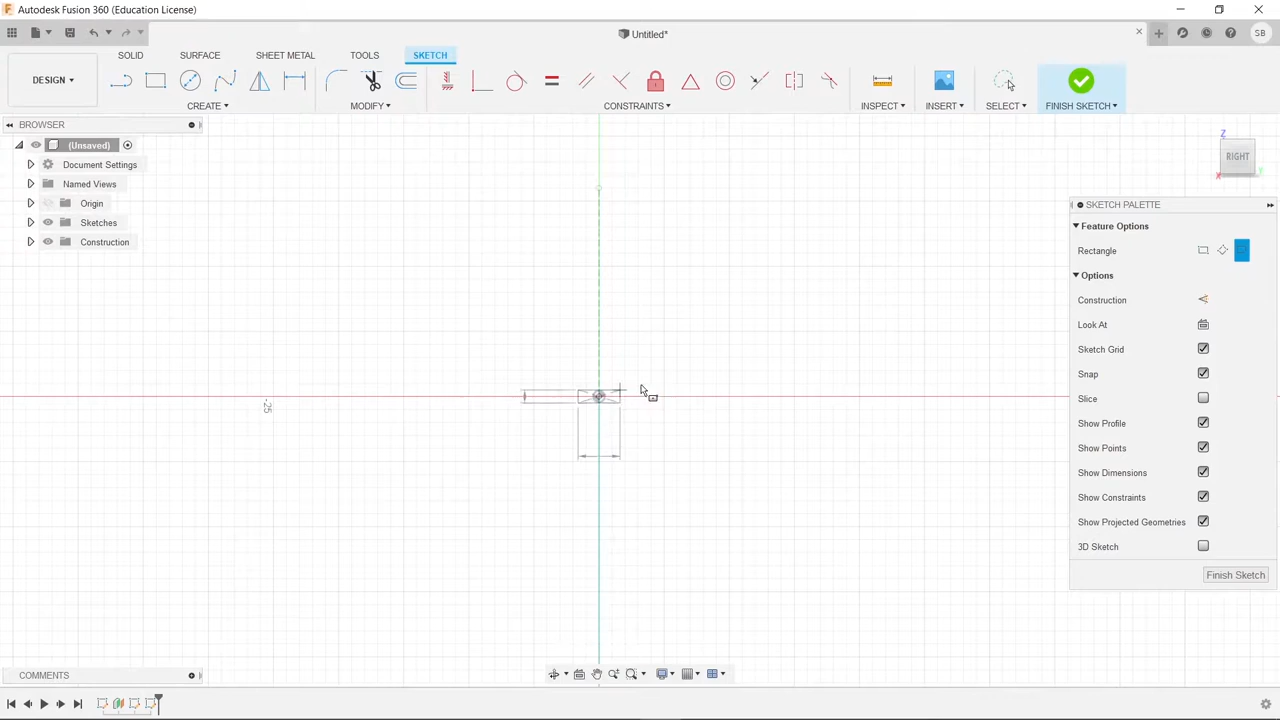 Autodesk Fusion 360 (Education License)
Untitled*
SB
SOLID
SURFACE
SHEET METAL
TOOLS
SKETCH
DESIGN
CREATE
MODIFY
CONSTRAINTS
INSPECT
INSERT
SELECT
FINISH SKETCH
BROWSER
(Unsaved)
Document Settings
Named Views
Origin
Sketches
Construction
Z
RIGHT
X
Y
SKETCH PALETTE
Feature Options
Rectangle
Options
Construction
Look At
Sketch Grid
Snap
Slice
Show Profile
Show Points
Show Dimensions
Show Constraints
Show Projected Geometries
3D Sketch
Finish Sketch
-25
COMMENTS